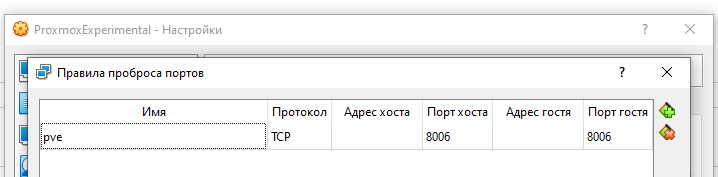 ProxmoxExperimental - Настройки
Правила проброса портов
Имя Протокол Адрес хоста Порт хоста Адрес гостя Порт гостя
pve TCP 8006 8006